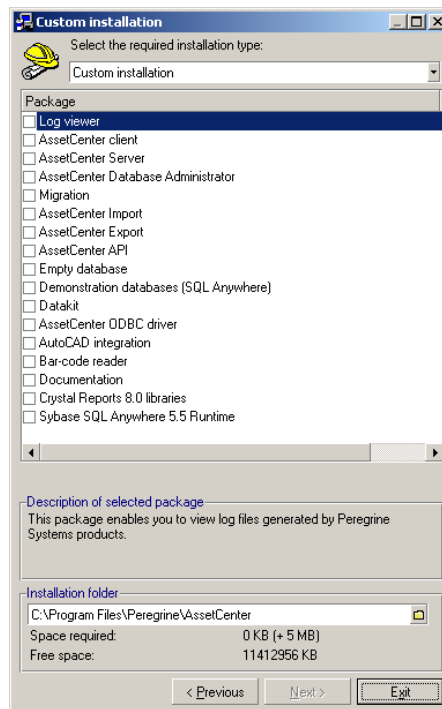 Custom installation
Select the required installation type:
Custom installation
Package
Log viewer
AssetCenter client
AssetCenter Server
AssetCenter Database Administrator
Migration
AssetCenter Import
AssetCenter Export
AssetCenter API
Empty database
Demonstration databases (SQL Anywhere)
Datakit
AssetCenter ODBC driver
AutoCAD integration
Bar-code reader
Documentation
Crystal Reports 8.0 libraries
Sybase SQL Anywhere 5.5 Runtime
Description of selected package
This package enables you to view log files generated by Peregrine
Systems products.
Installation folder
C:\Program Files\Peregrine\AssetCenter
Space required: 0 KB (+ 5 MB)
Free space: 11412956 KB
< Previous Next > Exit